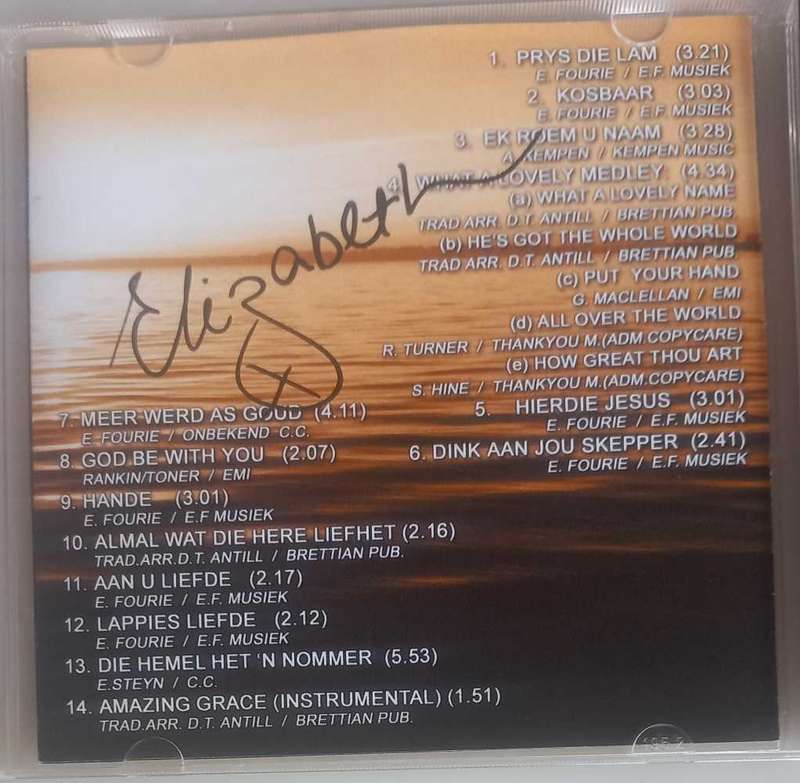 1. PRYS DIE LAM (3.21)
E. FOURIE / E.F. MUSIEK
2. KOSBAAR (3.03)
E. FOURIE / E.F. MUSIEK
3. EK ROEM U NAAM (3.28)
A. KEMPEN / KEMPEN MUSIC
4. WHAT A LOVELY MEDLEY (4.34)
(a) WHAT A LOVELY NAME
TRAD ARR. D.T. ANTILL / BRETTIAN PUB.
(b) HE'S GOT THE WHOLE WORLD
TRAD ARR. D.T. ANTILL / BRETTIAN PUB.
(c) PUT YOUR HAND
G. MACLELLAN / EMI
(d) ALL OVER THE WORLD
R. TURNER / THANKYOU M.(ADM.COPYCARE)
(e) HOW GREAT THOU ART
S. HINE / THANKYOU M.(ADM.COPYCARE)
5. HIERDIE JESUS (3.01)
E. FOURIE / E.F. MUSIEK
6. DINK AAN JOU SKEPPER (2.41)
E. FOURIE / E.F. MUSIEK
Elizabeth
X
7. MEER WERD AS GOUD (4.11)
E. FOURIE / ONBEKEND C.C.
8. GOD BE WITH YOU (2.07)
RANKIN/TONER / EMI
9. HANDE (3.01)
E. FOURIE / E.F MUSIEK
10. ALMAL WAT DIE HERE LIEFHET (2.16)
TRAD.ARR.D.T. ANTILL / BRETTIAN PUB.
11. AAN U LIEFDE (2.17)
E. FOURIE / E.F. MUSIEK
12. LAPPIES LIEFDE (2.12)
E. FOURIE / E.F. MUSIEK
13. DIE HEMEL HET 'N NOMMER (5.53)
E.STEYN / C.C.
14. AMAZING GRACE (INSTRUMENTAL) (1.51)
TRAD.ARR. D.T. ANTILL / BRETTIAN PUB.